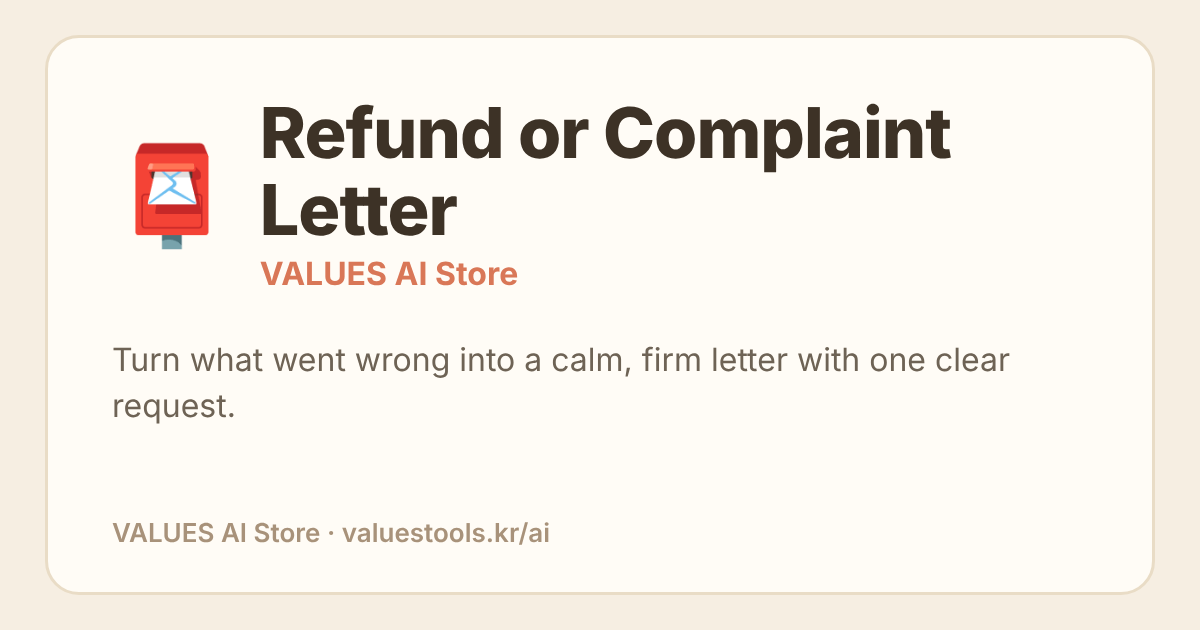 Refund or Complaint
Letter
VALUES AI Store
Turn what went wrong into a calm, firm letter with one clear
request.
VALUES AI Store · valuestools.kr/ai